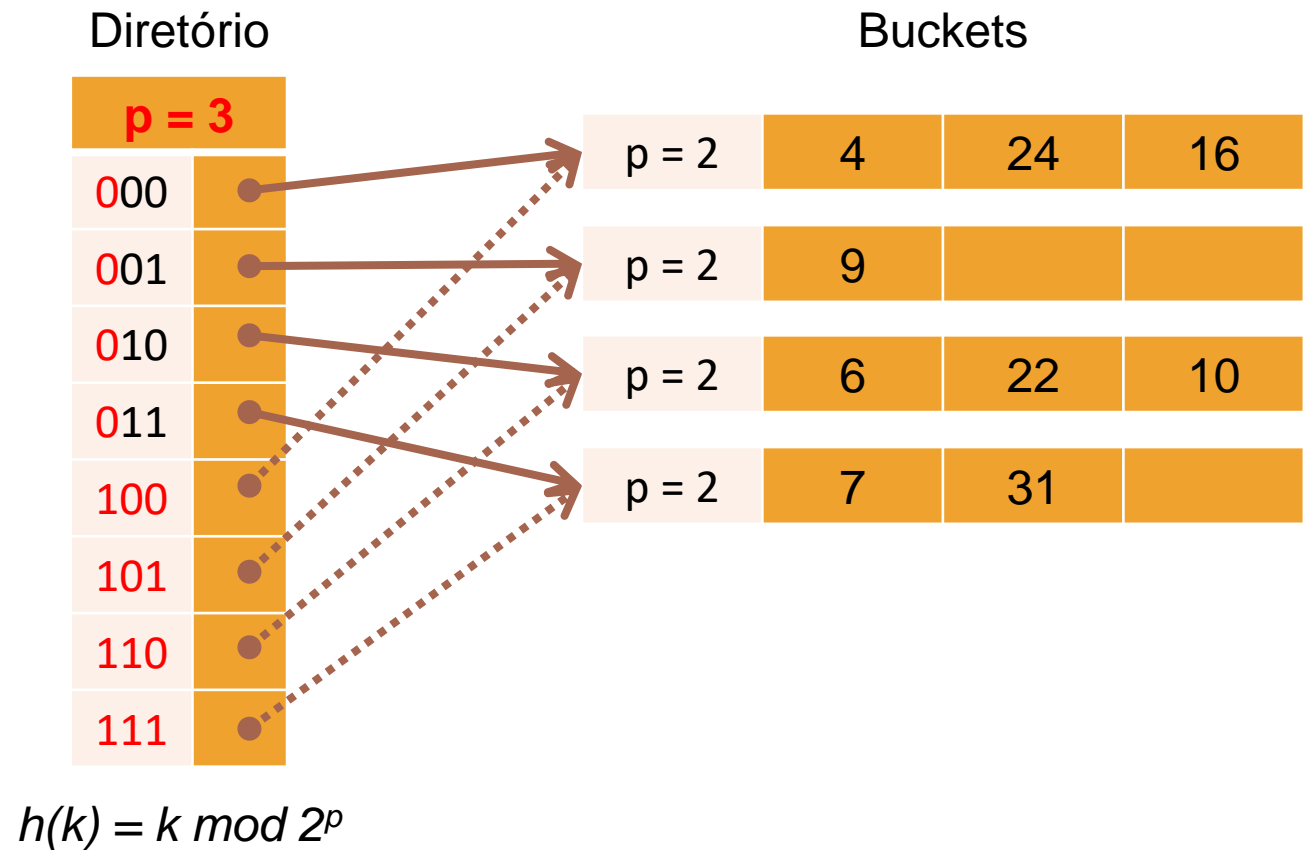 Diretório
Buckets
p = 3
000
001
010
011
100
101
110
111
p = 2 4 24 16
p = 2 9
p = 2 6 22 10
p = 2 7 31
h(k) = k mod 2ᵖ